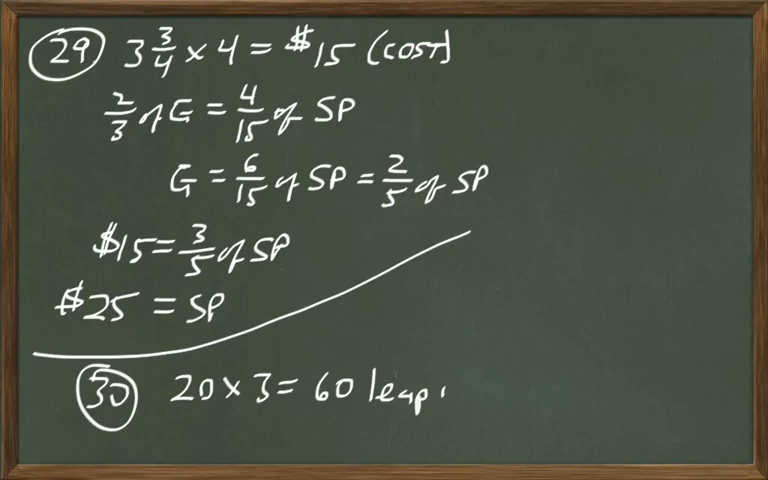 29 3 3/4 × 4 = $15 (COST)
2/3 of G = 4/15 of SP
G = 6/15 of SP = 2/5 of SP
$15 = 3/5 of SP
$25 = SP
30 20 × 3 = 60 leap